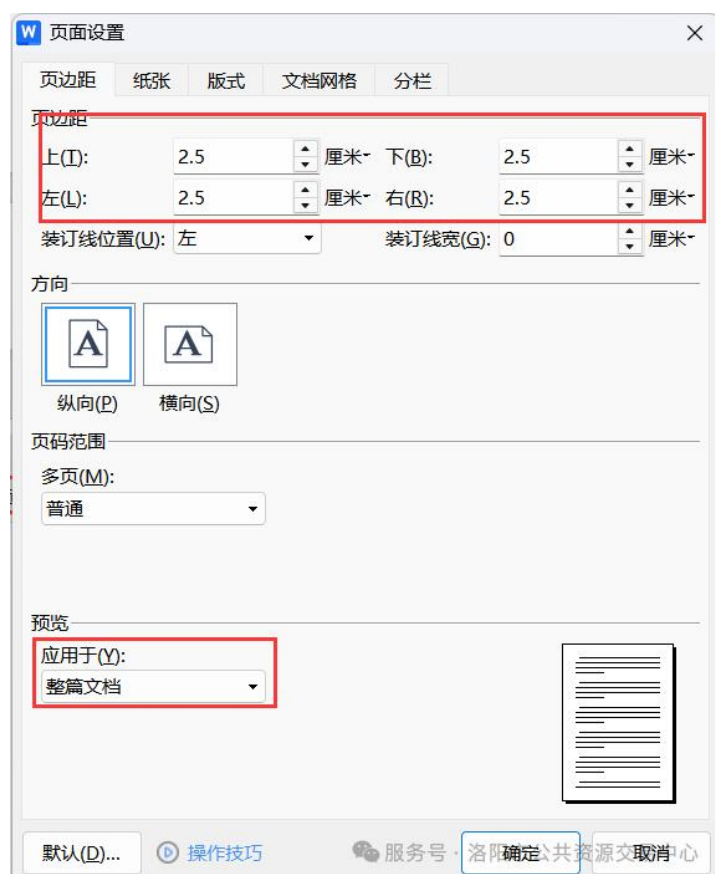 W 页面设置
页边距 纸张 版式 文档网格 分栏
页边距
上(T): 2.5 厘米 下(B): 2.5 厘米
左(L): 2.5 厘米 右(R): 2.5 厘米
装订线位置(U): 左 装订线宽(G): 0 厘米
方向
A A
纵向(P) 横向(S)
页码范围
多页(M):
普通
预览
应用于(Y):
整篇文档
默认(D)... 操作技巧 确定 取消
服务号 · 洛阳市公共资源交易中心